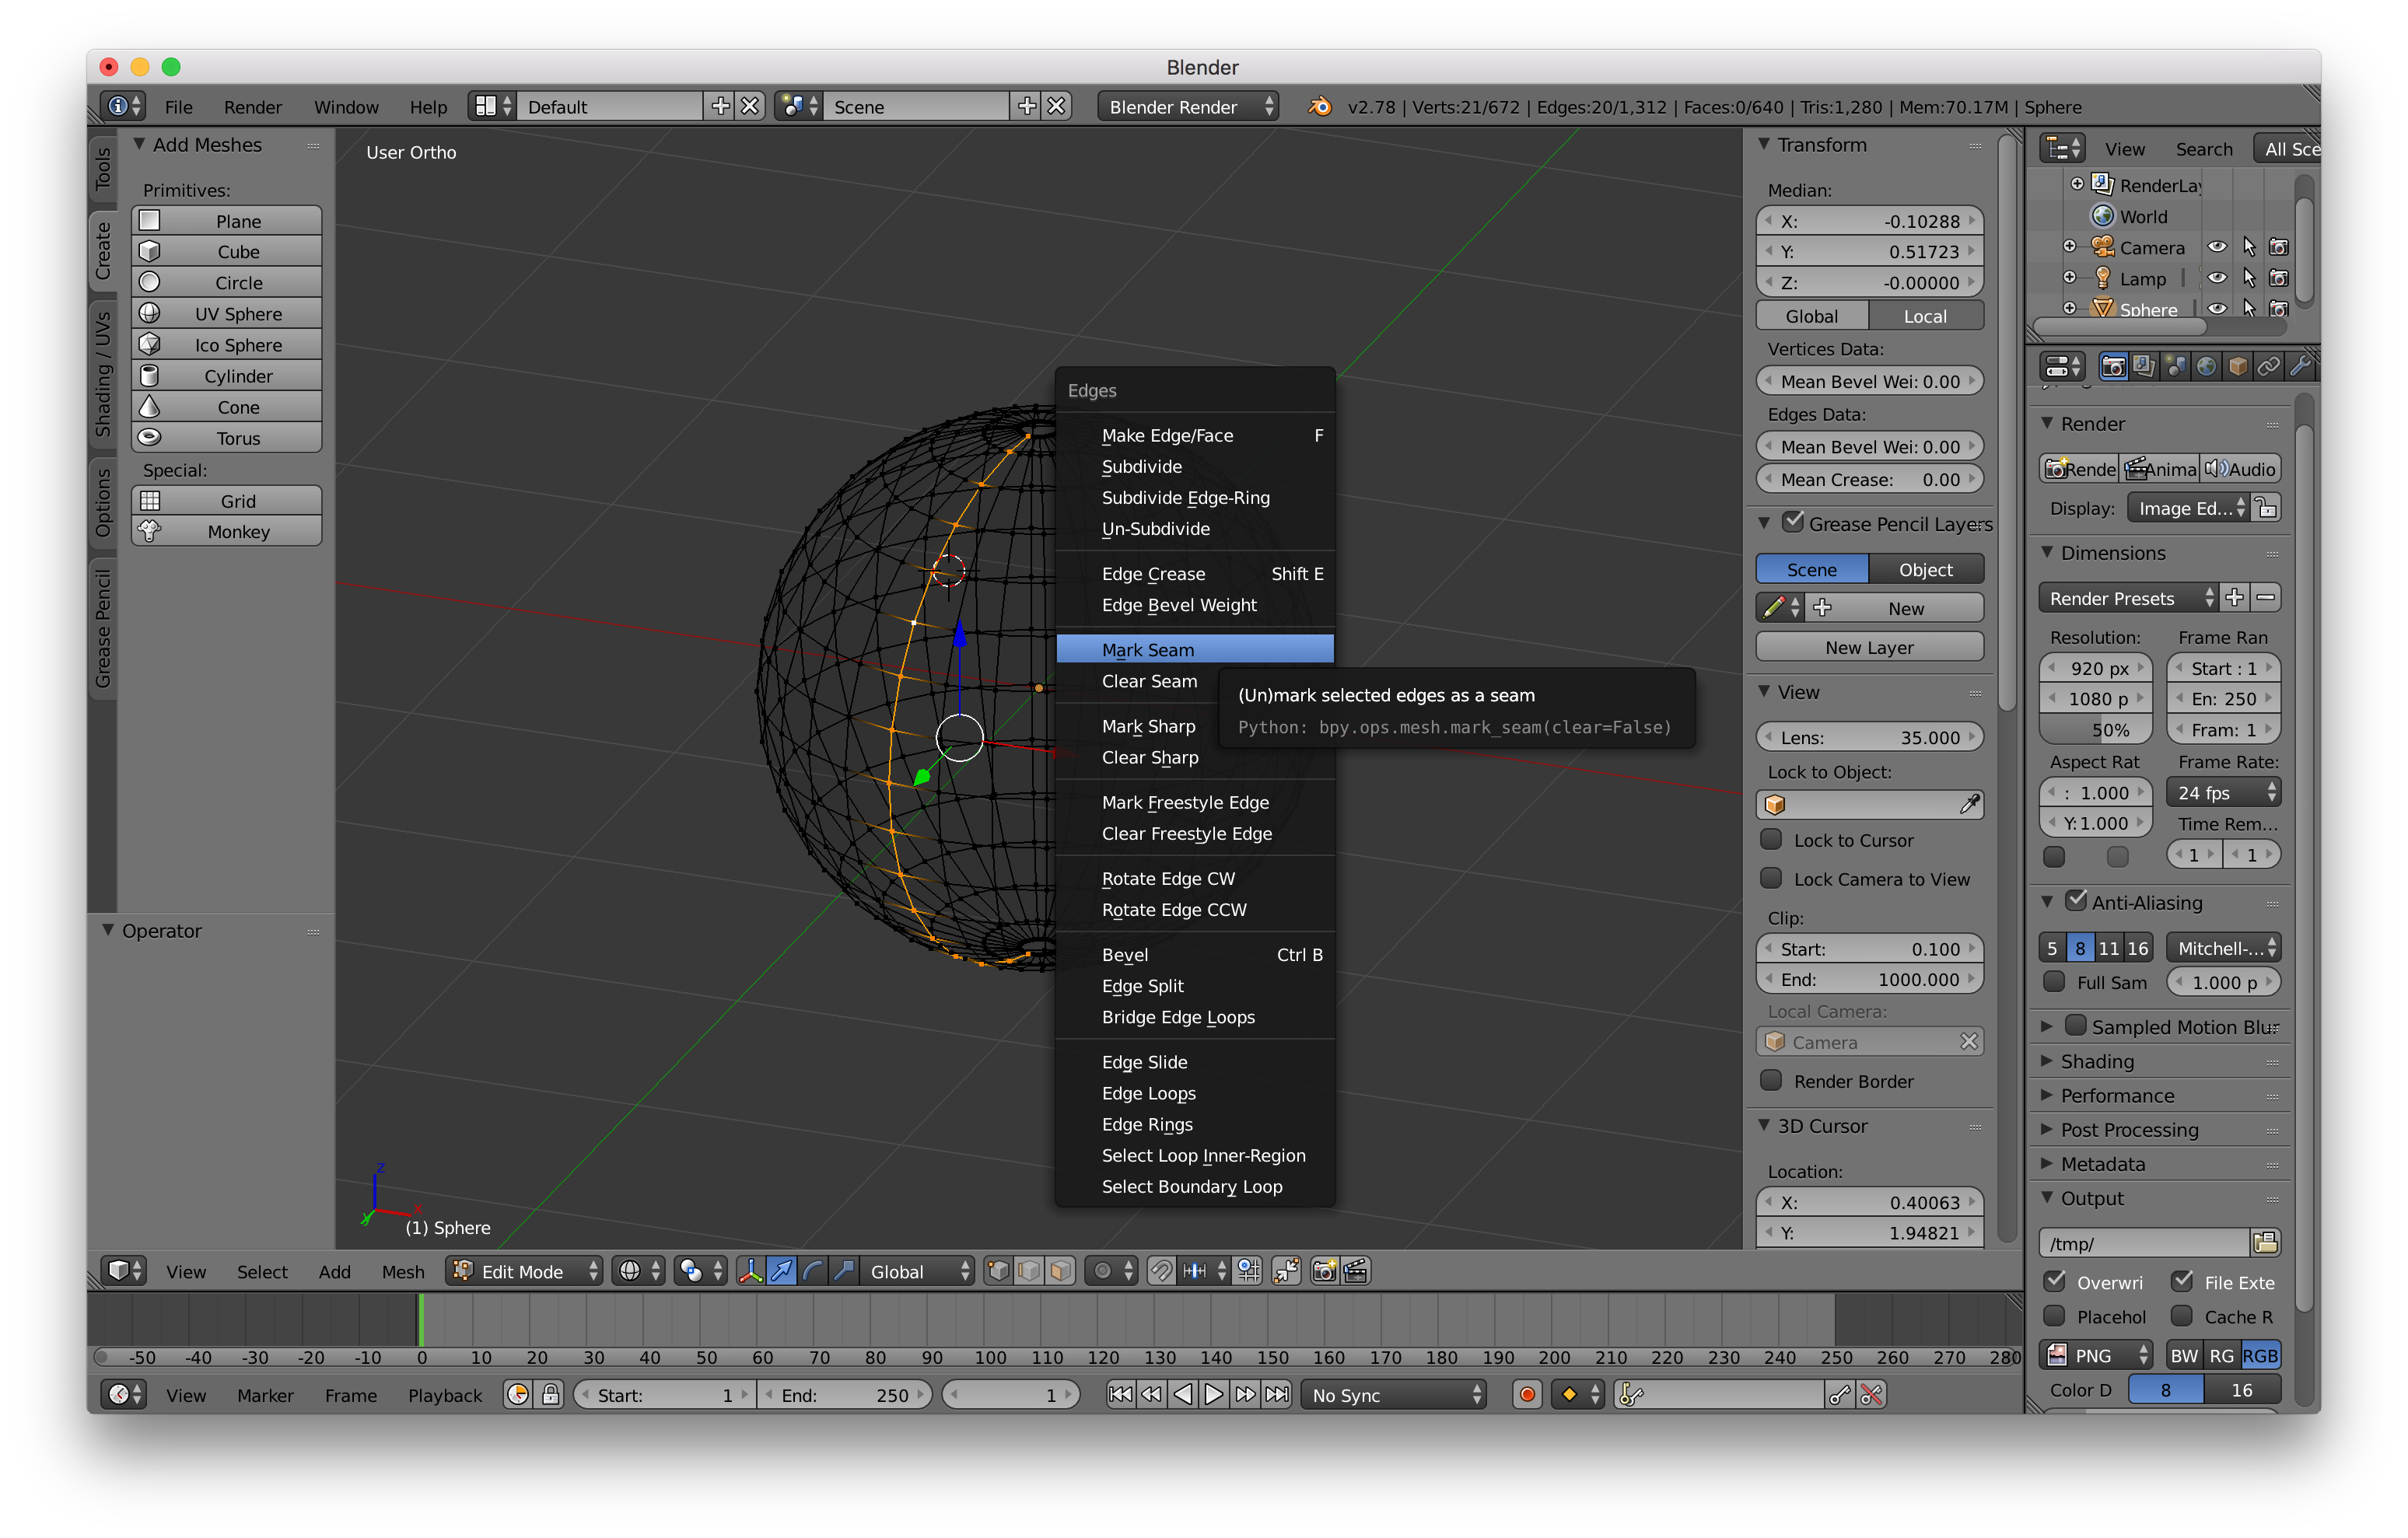 Blender
File Render Window Help Default Scene Blender Render v2.78 | Verts:21/672 | Edges:20/1,312 | Faces:0/640 | Tris:1,280 | Mem:70.17M | Sphere
Tools
Create
Shading / UVs
Options
Grease Pencil
Add Meshes
Primitives:
Plane
Cube
Circle
UV Sphere
Ico Sphere
Cylinder
Cone
Torus
Special:
Grid
Monkey
Operator
User Ortho
z
x
y
(1) Sphere
Edges
Make Edge/Face F
Subdivide
Subdivide Edge-Ring
Un-Subdivide
Edge Crease Shift E
Edge Bevel Weight
Mark Seam
Clear Seam
Mark Sharp
Clear Sharp
Mark Freestyle Edge
Clear Freestyle Edge
Rotate Edge CW
Rotate Edge CCW
Bevel Ctrl B
Edge Split
Bridge Edge Loops
Edge Slide
Edge Loops
Edge Rings
Select Loop Inner-Region
Select Boundary Loop
(Un)mark selected edges as a seam
Python: bpy.ops.mesh.mark_seam(clear=False)
Transform
Median:
X: -0.10288
Y: 0.51723
Z: -0.00000
Global Local
Vertices Data:
Mean Bevel Wei: 0.00
Edges Data:
Mean Bevel Wei: 0.00
Mean Crease: 0.00
Grease Pencil Layers
Scene Object
New
New Layer
View
Lens: 35.000
Lock to Object:
Lock to Cursor
Lock Camera to View
Clip:
Start: 0.100
End: 1000.000
Local Camera:
Camera
Render Border
3D Cursor
Location:
X: 0.40063
Y: 1.94821
View Search All Sce
RenderLay
World
Camera
Lamp
Sphere
Render
Rende Anima Audio
Display: Image Ed...
Dimensions
Render Presets
Resolution: Frame Ran
920 px Start : 1
1080 p En: 250
50% Fram: 1
Aspect Rat Frame Rate:
: 1.000 24 fps
Y: 1.000 Time Rem...
1 1
Anti-Aliasing
5 8 11 16 Mitchell-...
Full Sam 1.000 p
Sampled Motion Blur
Shading
Performance
Post Processing
Metadata
Output
/tmp/
Overwri File Exte
Placehol Cache R
PNG BW RG RGB
Color D 8 16
View Select Add Mesh Edit Mode Global
-50 -40 -30 -20 -10 0 10 20 30 40 50 60 70 80 90 100 110 120 130 140 150 160 170 180 190 200 210 220 230 240 250 260 270 280
View Marker Frame Playback Start: 1 End: 250 1 No Sync